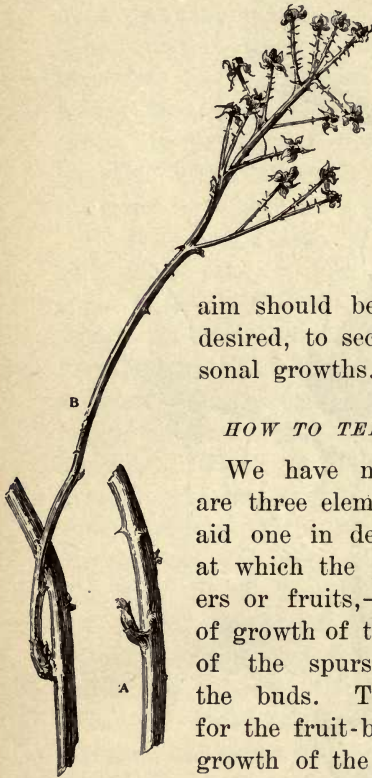 aim should be
desired, to sec
sonal growths.
B
HOW TO TE
We have n
are three elem
aid one in de
at which the
ers or fruits,—
of growth of t
of the spurs
the buds. T
for the fruit-b
A
growth of the